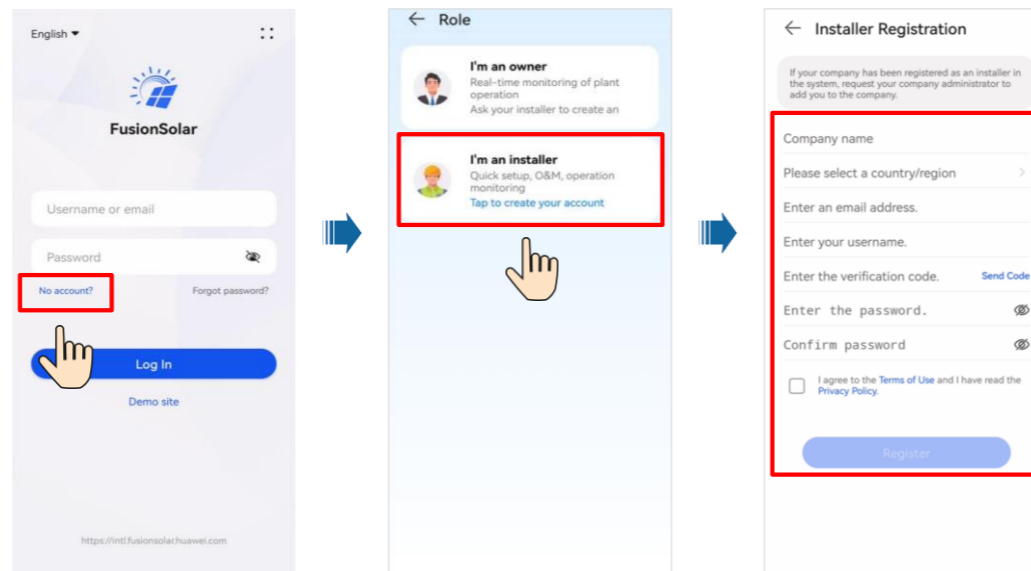 English
FusionSolar
Username or email
Password
No account?
Forgot password?
Log In
Demo site
https://intl.fusionsolar.huawei.com
Role
I'm an owner
Real-time monitoring of plant
operation
Ask your installer to create an
I'm an installer
Quick setup, O&M, operation
monitoring
Tap to create your account
Installer Registration
If your company has been registered as an installer in
the system, request your company administrator to
add you to the company.
Company name
Please select a country/region
Enter an email address.
Enter your username.
Enter the verification code. Send Code
Enter the password.
Confirm password
I agree to the Terms of Use and I have read the
Privacy Policy.
Register